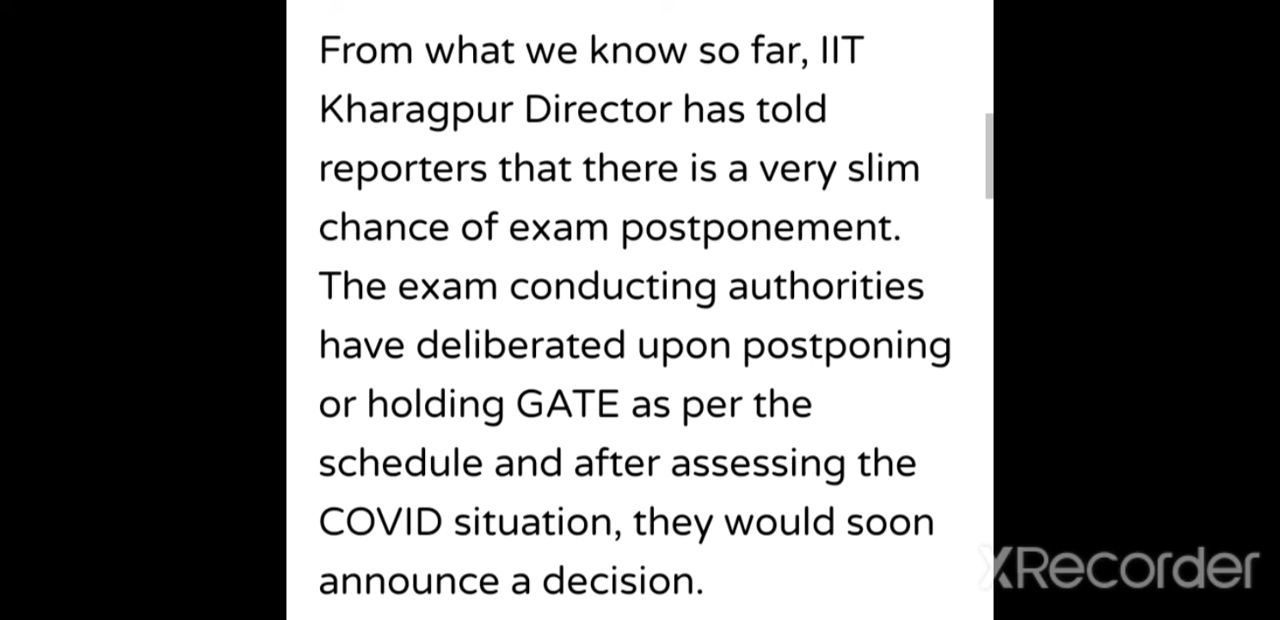 From what we know so far, IIT
Kharagpur Director has told
reporters that there is a very slim
chance of exam postponement.
The exam conducting authorities
have deliberated upon postponing
or holding GATE as per the
schedule and after assessing the
COVID situation, they would soon
announce a decision.
XRecorder